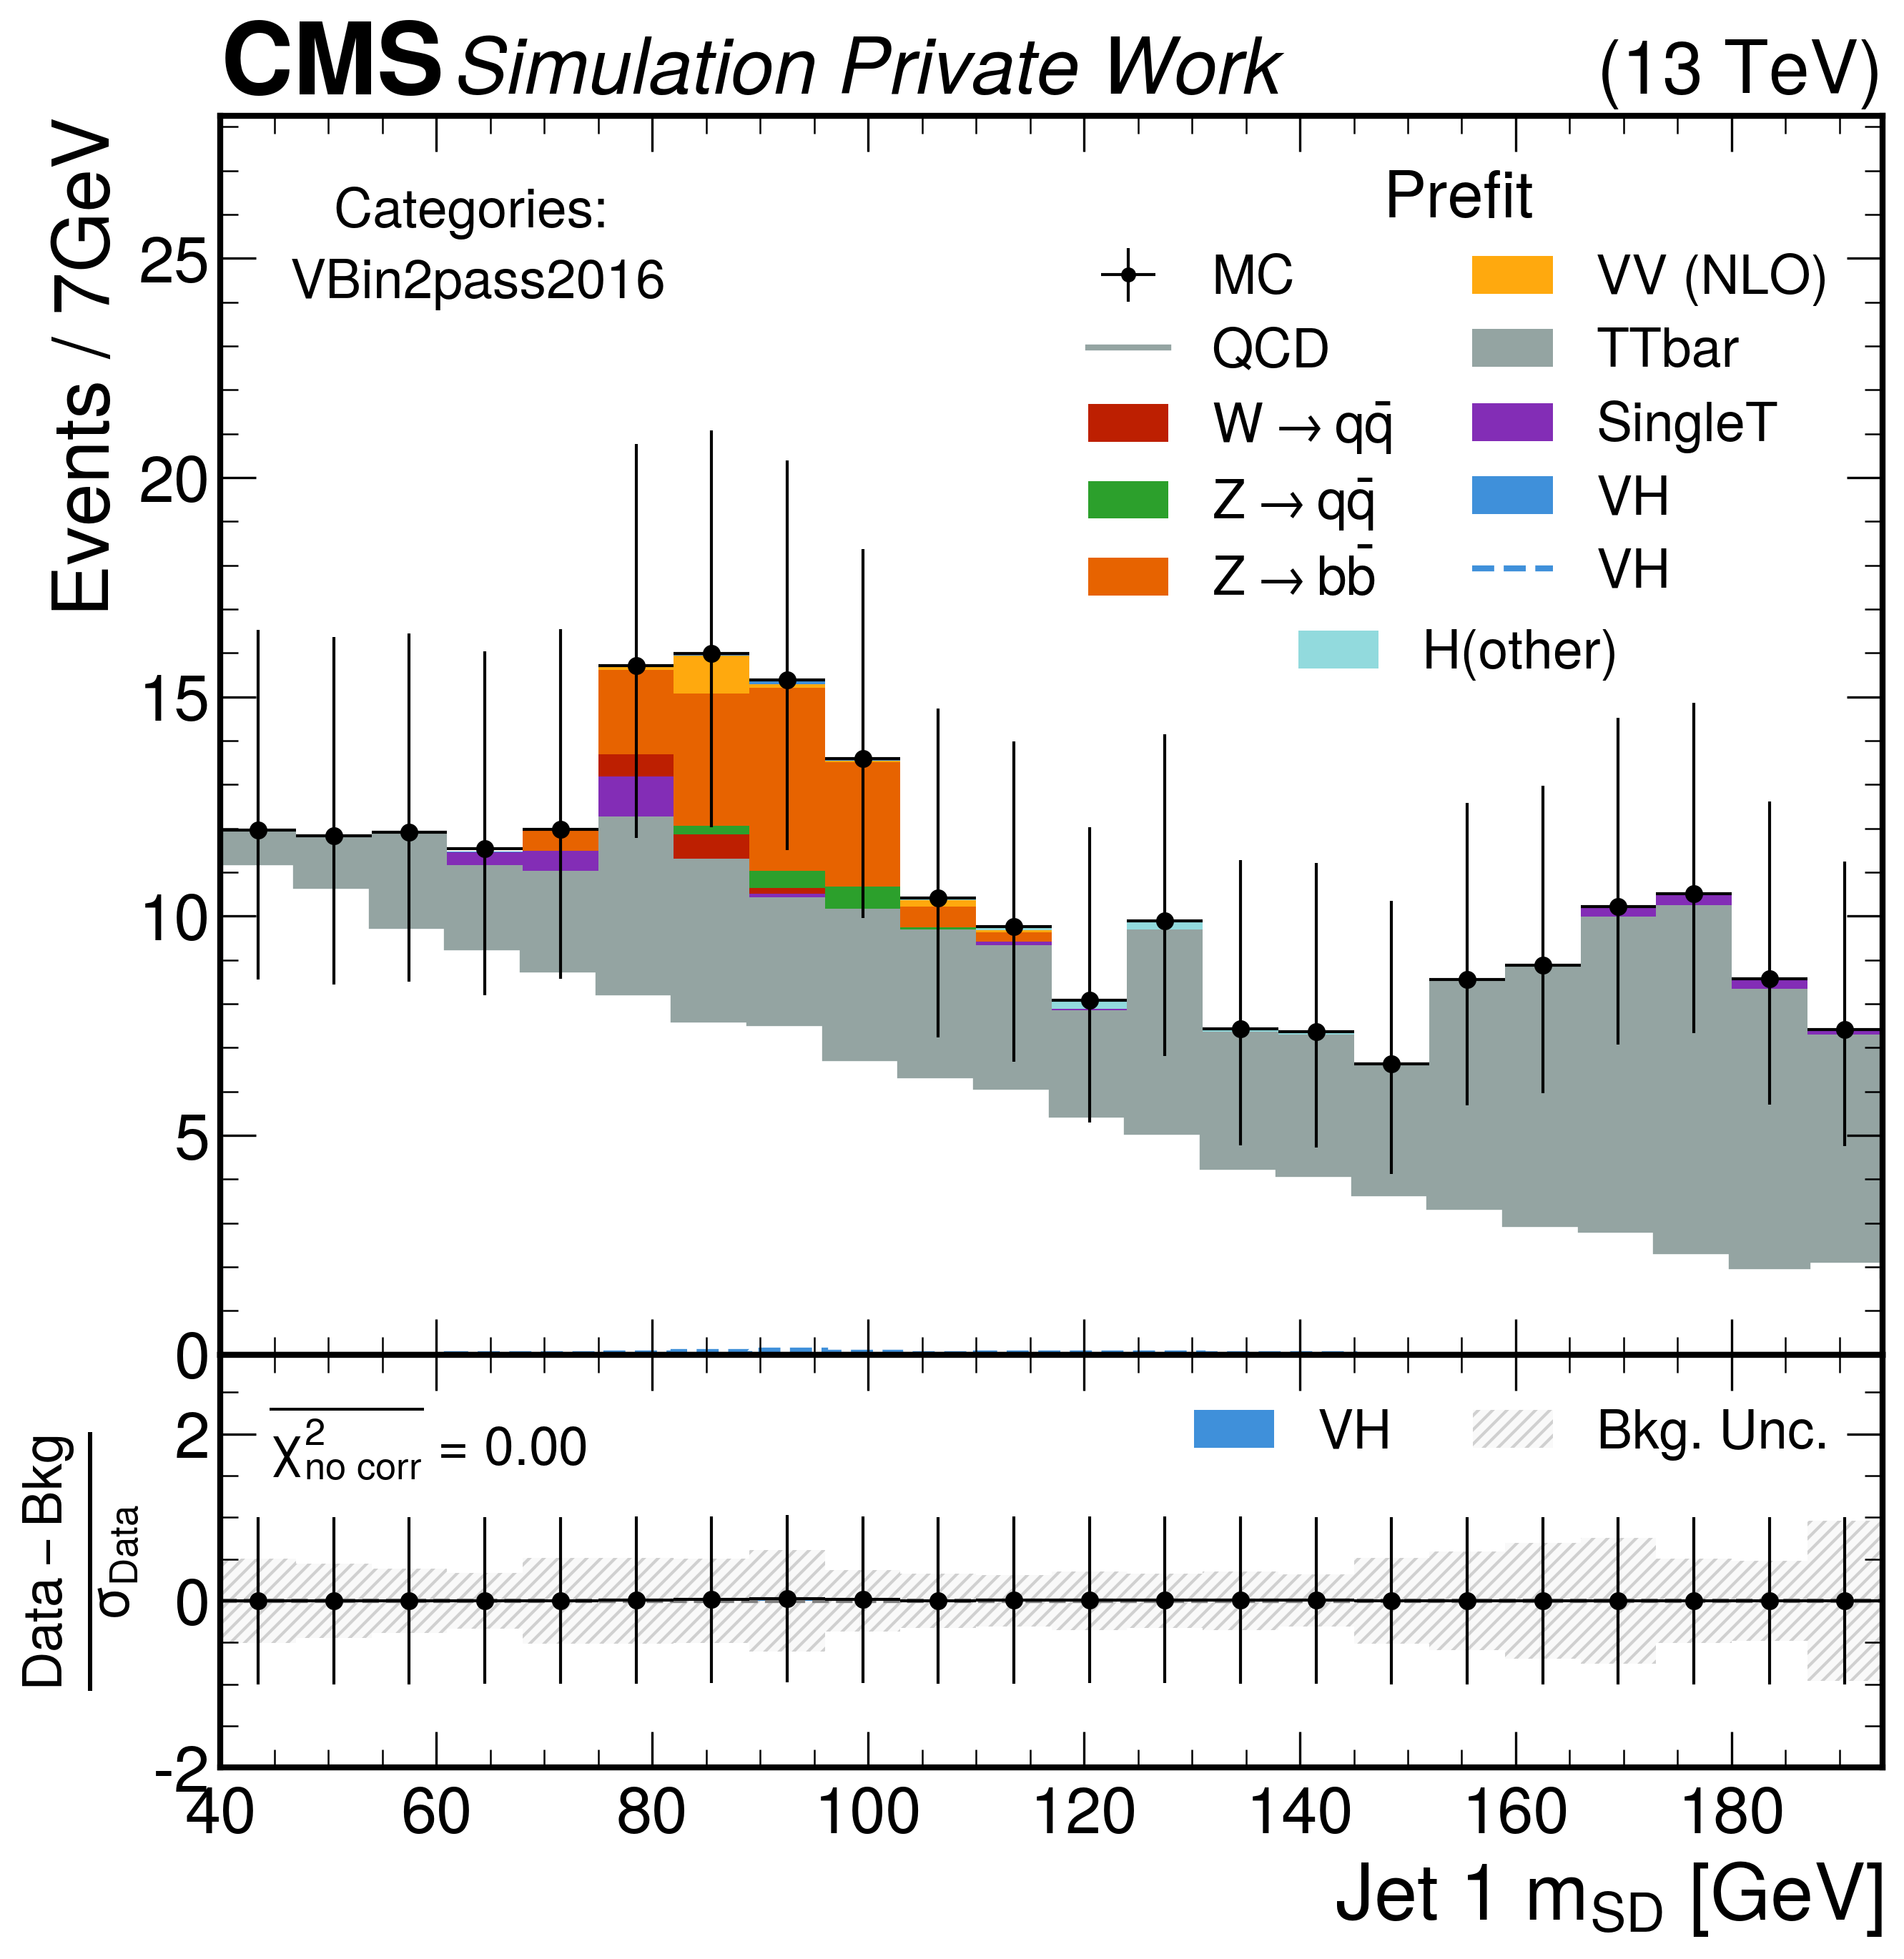 CMS Simulation Private Work (13 TeV)
Events / 7GeV
Categories:
VBin2pass2016
Prefit
MC
QCD
W → qq̄
Z → qq̄
Z → bb̄
VV (NLO)
TTbar
SingleT
VH
VH
H(other)
25
20
15
10
5
0
Data − Bkg
σData
χ²no corr = 0.00
VH
Bkg. Unc.
2
0
-2
40 60 80 100 120 140 160 180
Jet 1 mSD [GeV]